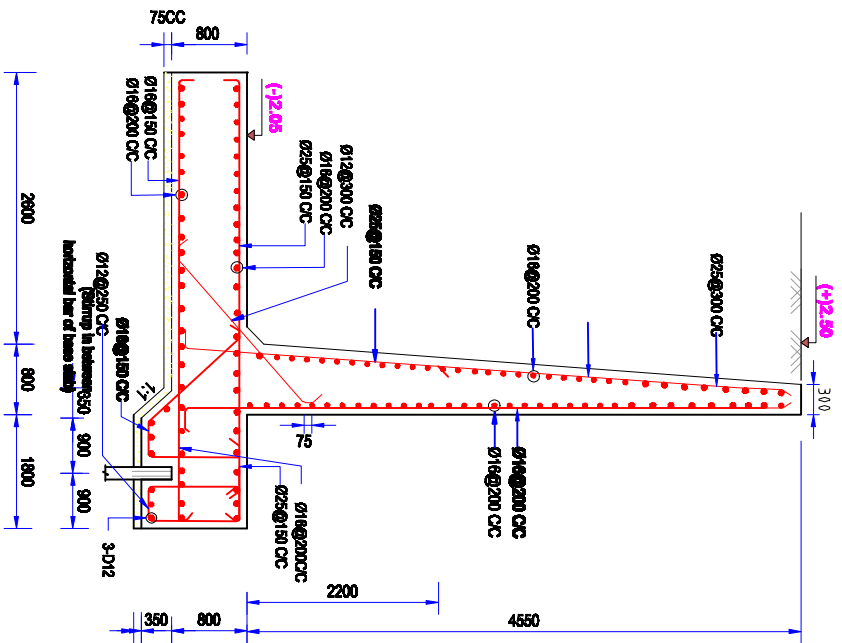 75CC
800
(-)2.05
(+)2.50
Ø16@150 C/C
Ø16@200 C/C
Ø25@150 C/C
Ø16@200 C/C
Ø12@300 C/C
Ø25@150 C/C
Ø16@200 C/C
Ø25@300 C/C
300
2600
800
1800
900
900
350
1:1
Ø12@250 C/C
(Stirrup in between
horizontal bar of base slab)
Ø16@150 C/C
75
Ø16@200 C/C
Ø16@200 C/C
Ø16@200C/C
Ø25@150 C/C
3-D12
2200
350
800
4550